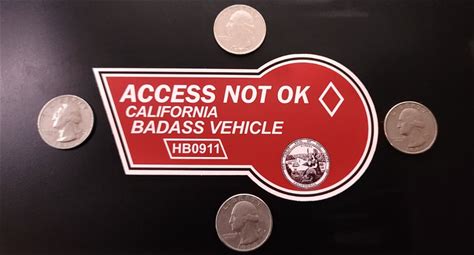 ACCESS NOT OK
CALIFORNIA
BADASS VEHICLE
HB0911